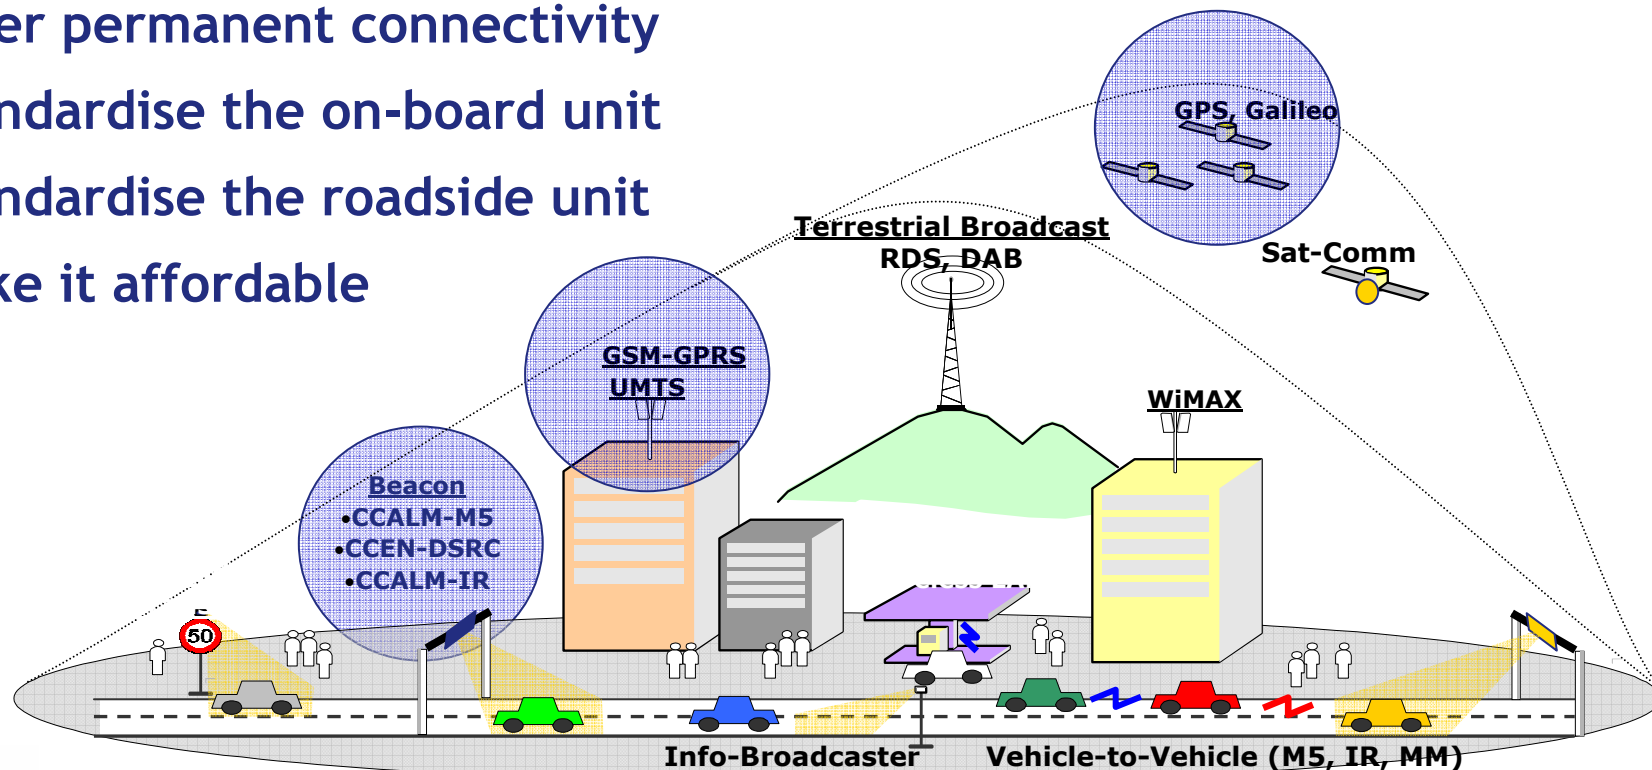 er permanent connectivity
ndardise the on-board unit
ndardise the roadside unit
ke it affordable
GPS, Galileo
Terrestrial Broadcast
RDS, DAB
Sat-Comm
GSM-GPRS
UMTS
WiMAX
Beacon
•CCALM-M5
•CCEN-DSRC
•CCALM-IR
50
Info-Broadcaster
Vehicle-to-Vehicle (M5, IR, MM)